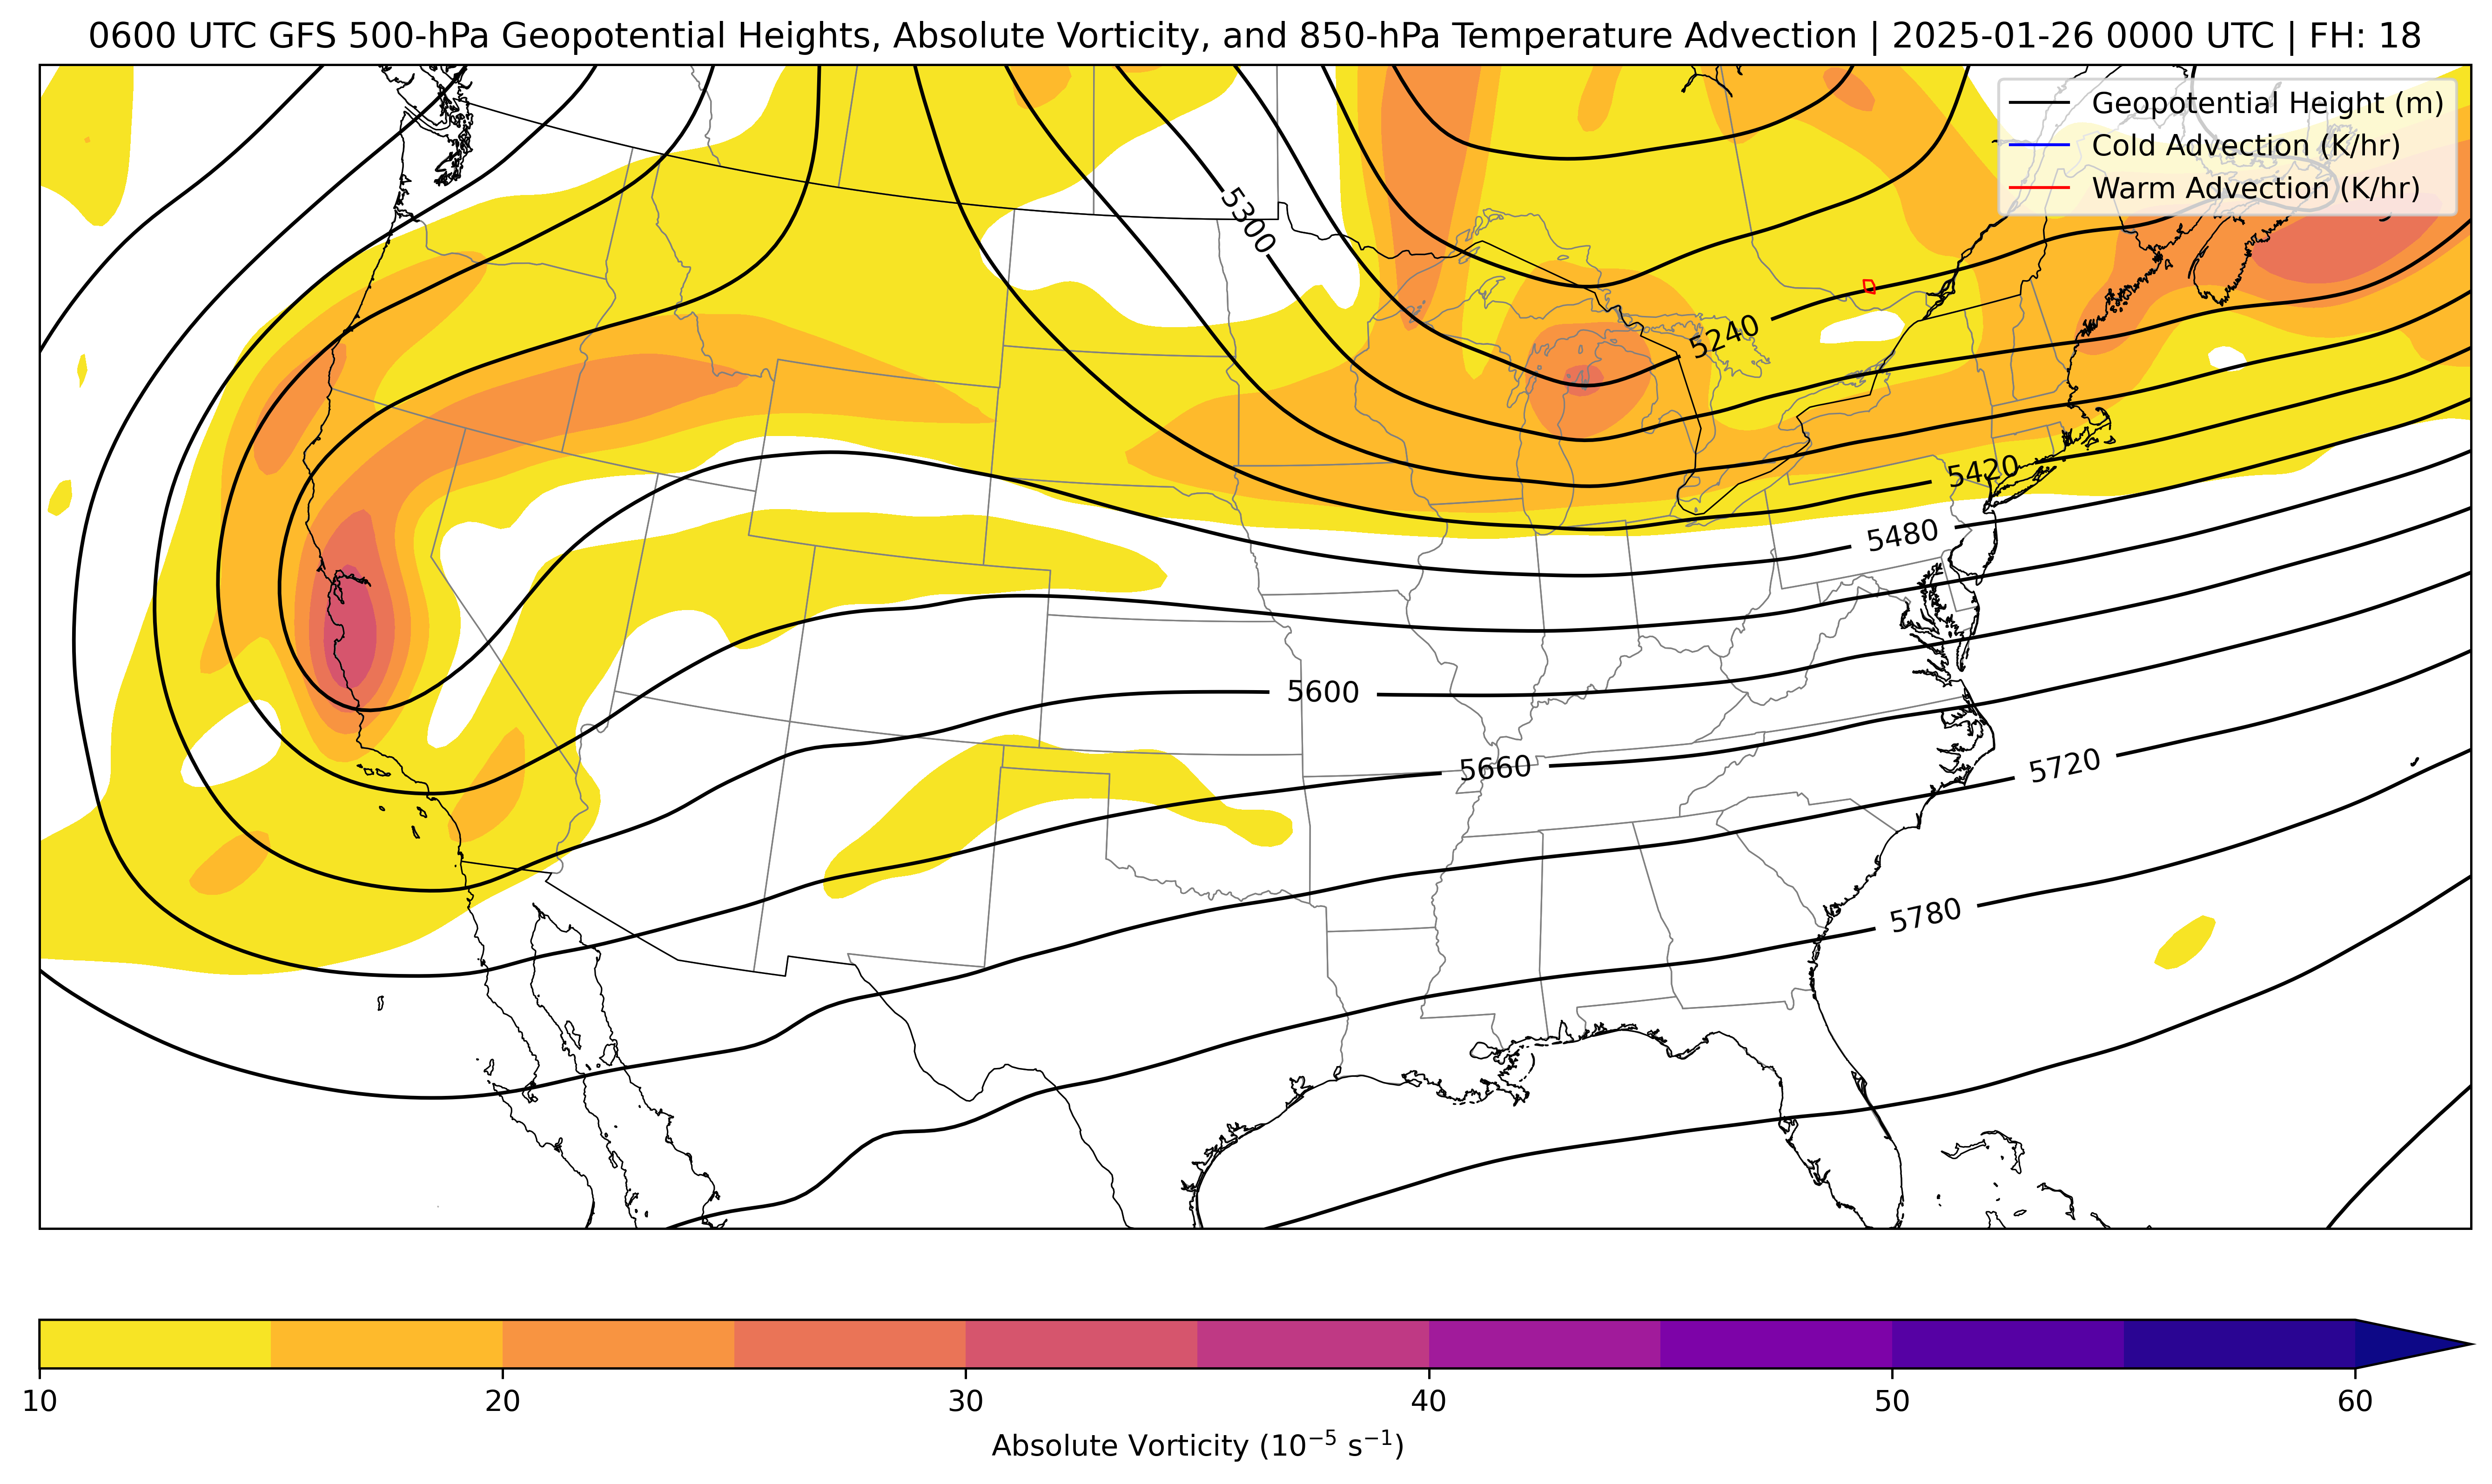 0600 UTC GFS 500-hPa Geopotential Heights, Absolute Vorticity, and 850-hPa Temperature Advection | 2025-01-26 0000 UTC | FH: 18
Geopotential Height (m)
Cold Advection (K/hr)
Warm Advection (K/hr)
5300
5240
5420
5480
5600
5660
5720
5780
10 20 30 40 50 60
Absolute Vorticity (10⁻⁵ s⁻¹)